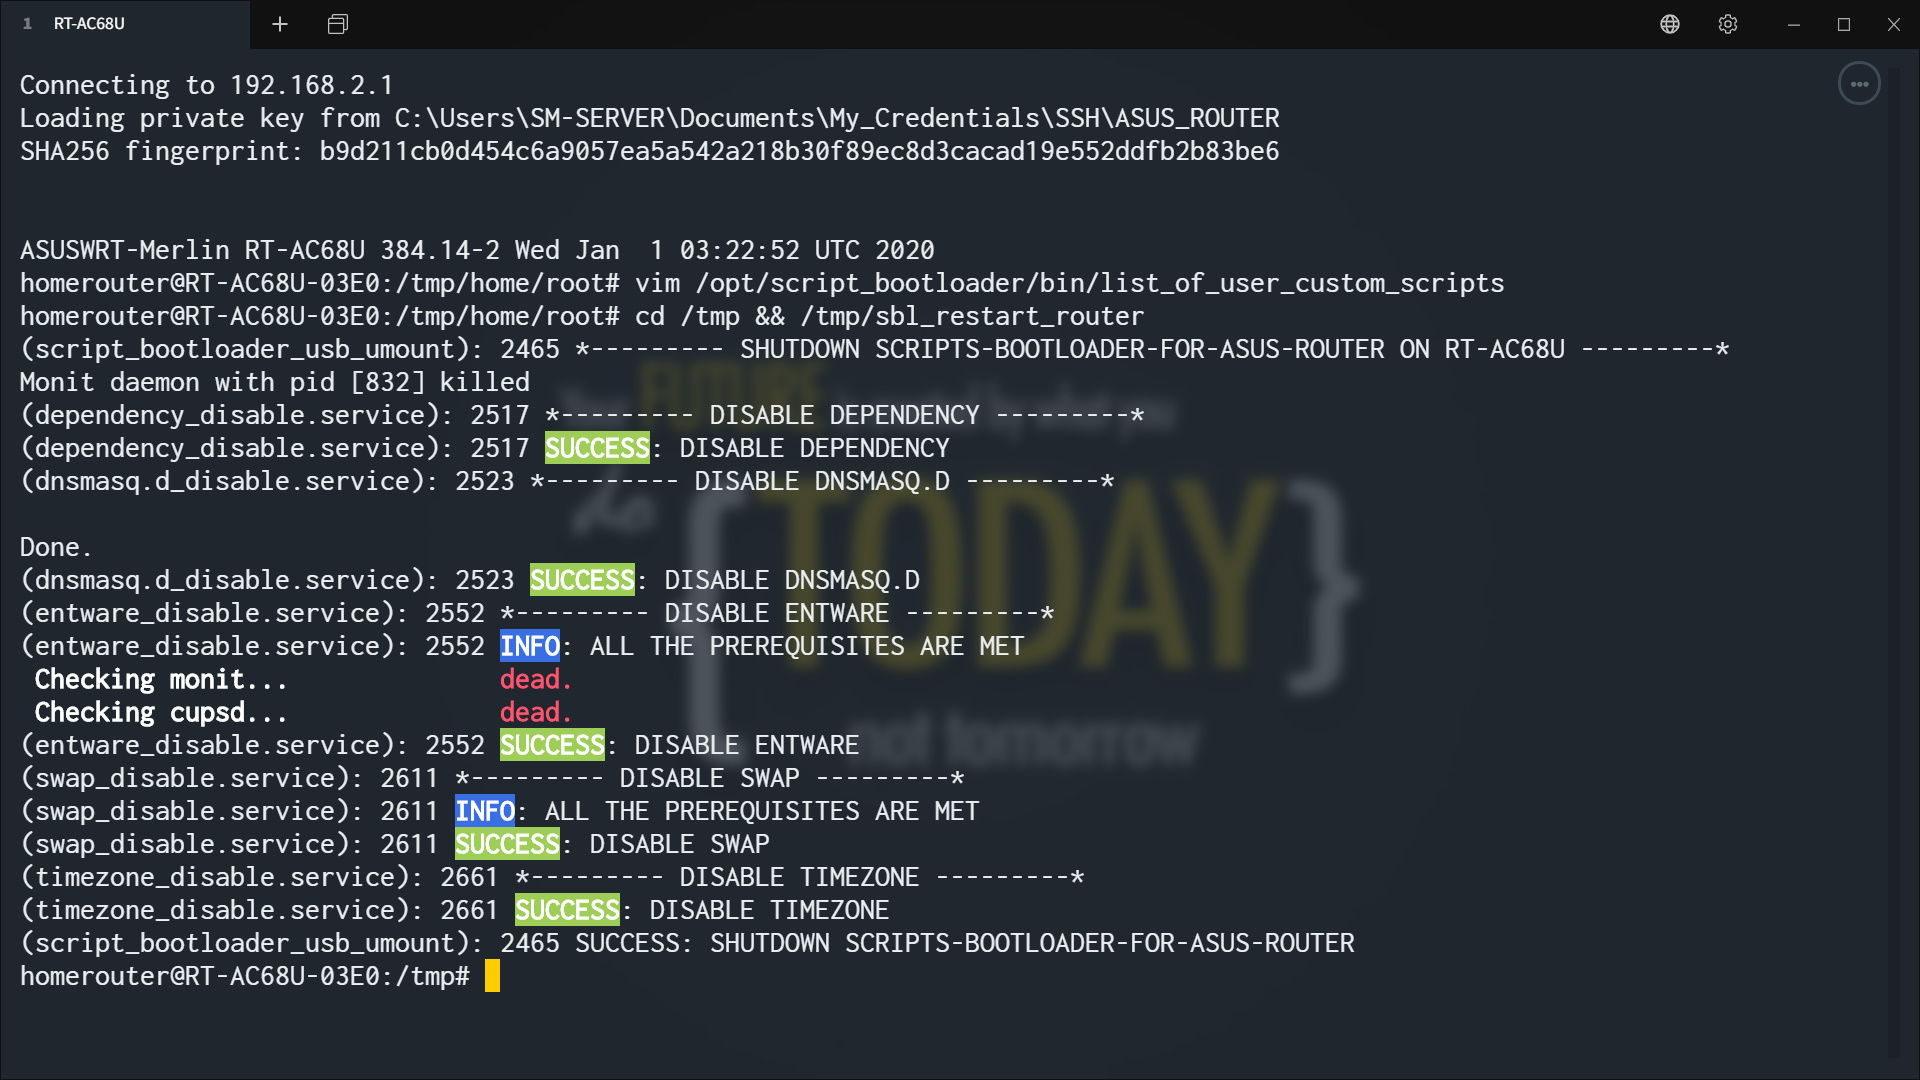 1 RT-AC68U
Connecting to 192.168.2.1
Loading private key from C:\Users\SM-SERVER\Documents\My_Credentials\SSH\ASUS_ROUTER
SHA256 fingerprint: b9d211cb0d454c6a9057ea5a542a218b30f89ec8d3cacad19e552ddfb2b83be6
ASUSWRT-Merlin RT-AC68U 384.14-2 Wed Jan  1 03:22:52 UTC 2020
homerouter@RT-AC68U-03E0:/tmp/home/root# vim /opt/script_bootloader/bin/list_of_user_custom_scripts
homerouter@RT-AC68U-03E0:/tmp/home/root# cd /tmp && /tmp/sbl_restart_router
(script_bootloader_usb_umount): 2465 *--------- SHUTDOWN SCRIPTS-BOOTLOADER-FOR-ASUS-ROUTER ON RT-AC68U ---------*
Monit daemon with pid [832] killed
(dependency_disable.service): 2517 *--------- DISABLE DEPENDENCY ---------*
(dependency_disable.service): 2517 SUCCESS: DISABLE DEPENDENCY
(dnsmasq.d_disable.service): 2523 *--------- DISABLE DNSMASQ.D ---------*
Done.
(dnsmasq.d_disable.service): 2523 SUCCESS: DISABLE DNSMASQ.D
(entware_disable.service): 2552 *--------- DISABLE ENTWARE ---------*
(entware_disable.service): 2552 INFO: ALL THE PREREQUISITES ARE MET
Checking monit...              dead.
Checking cupsd...              dead.
(entware_disable.service): 2552 SUCCESS: DISABLE ENTWARE
(swap_disable.service): 2611 *--------- DISABLE SWAP ---------*
(swap_disable.service): 2611 INFO: ALL THE PREREQUISITES ARE MET
(swap_disable.service): 2611 SUCCESS: DISABLE SWAP
(timezone_disable.service): 2661 *--------- DISABLE TIMEZONE ---------*
(timezone_disable.service): 2661 SUCCESS: DISABLE TIMEZONE
(script_bootloader_usb_umount): 2465 SUCCESS: SHUTDOWN SCRIPTS-BOOTLOADER-FOR-ASUS-ROUTER
homerouter@RT-AC68U-03E0:/tmp#
FUTURE
by what you
do
{TODAY}
not tomorrow